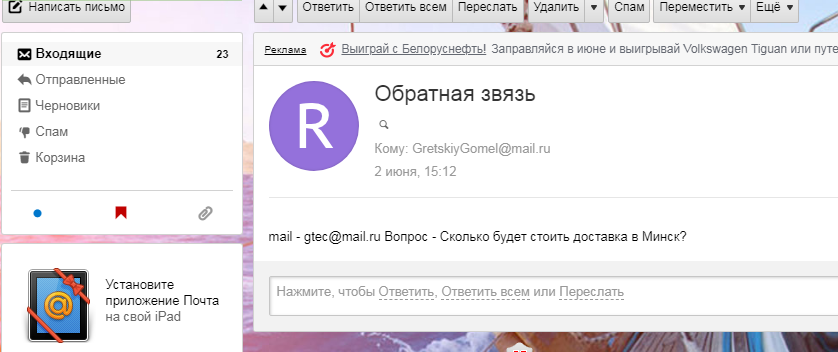 Написать письмо
Ответить Ответить всем Переслать Удалить Спам Переместить Ещё
Входящие 23
Отправленные
Черновики
Спам
Корзина
Установите
приложение Почта
на свой iPad
Реклама Выиграй с Белоруснефть! Заправляйся в июне и выигрывай Volkswagen Tiguan или путе
R
Обратная звязь
Кому: GretskiyGomel@mail.ru
2 июня, 15:12
mail - gtec@mail.ru Вопрос - Сколько будет стоить доставка в Минск?
Нажмите, чтобы Ответить, Ответить всем или Переслать